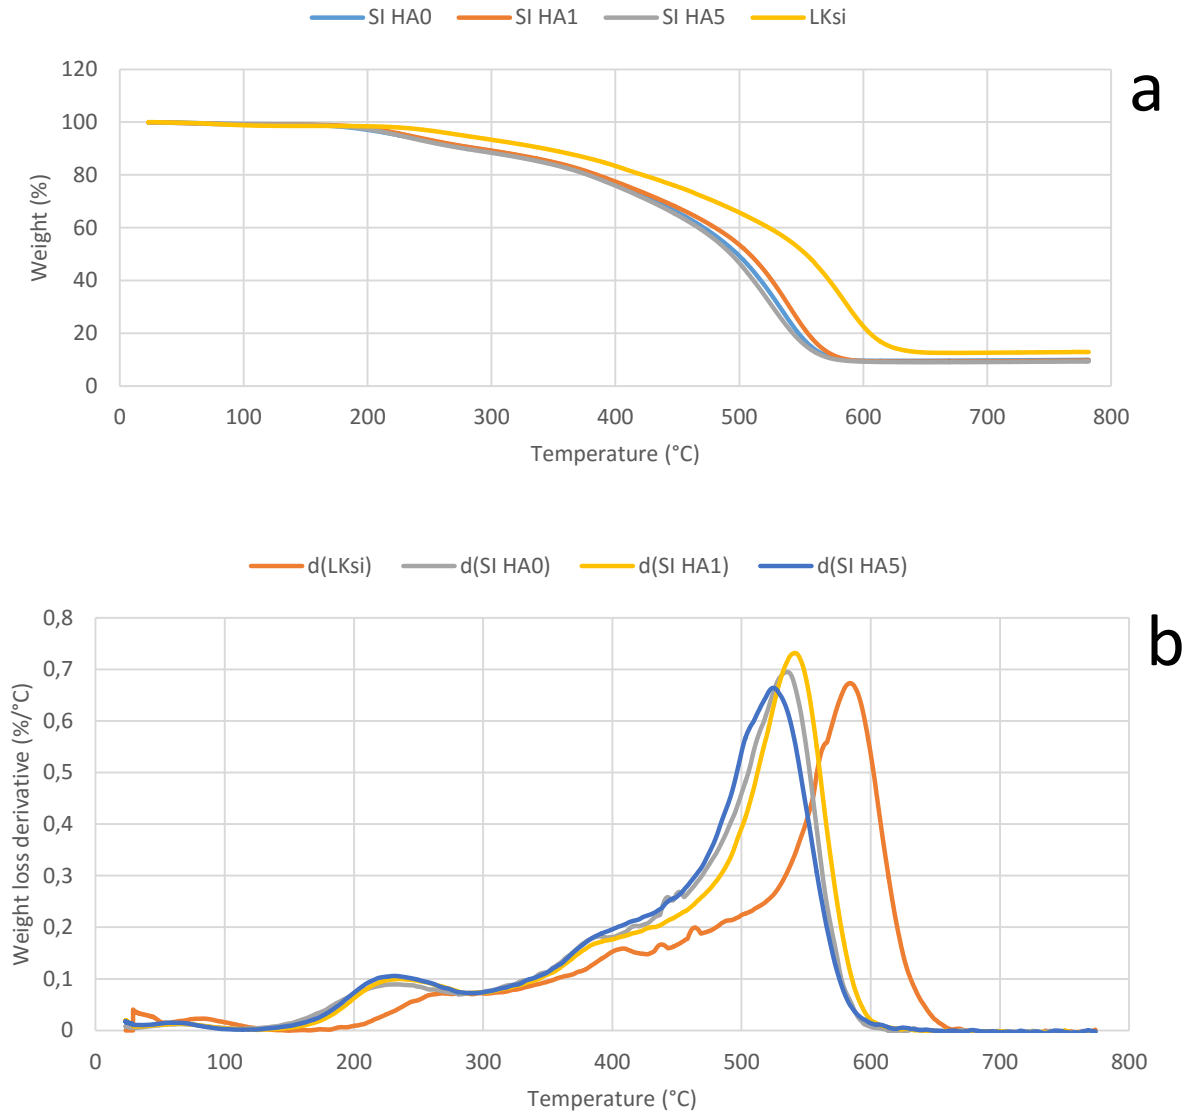 SI HA0 SI HA1 SI HA5 LKsi
a
120
100
80
60
40
20
0
Weight (%)
0 100 200 300 400 500 600 700 800
Temperature (°C)
d(LKsi) d(SI HA0) d(SI HA1) d(SI HA5)
b
0,8
0,7
0,6
0,5
0,4
0,3
0,2
0,1
0
Weight loss derivative (%/°C)
0 100 200 300 400 500 600 700 800
Temperature (°C)